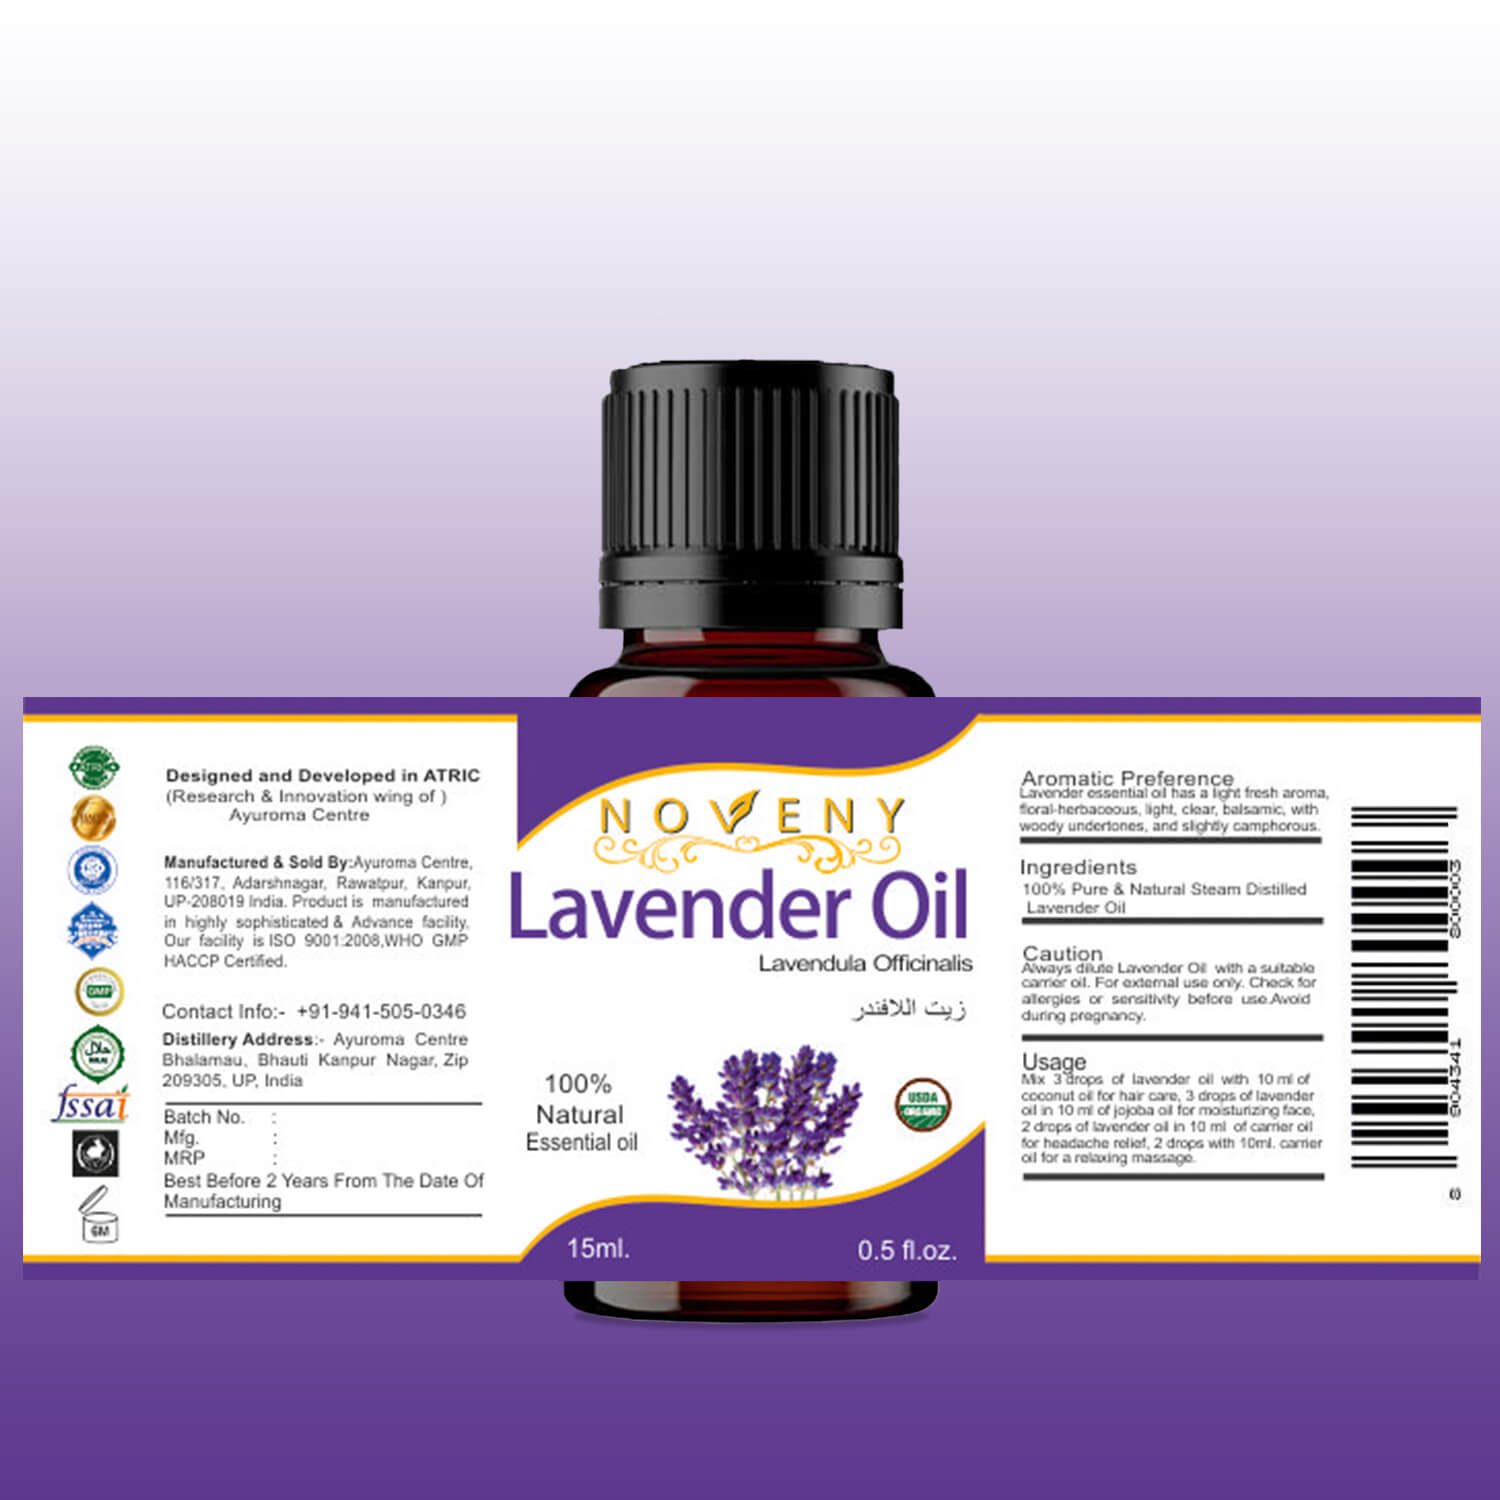 ATRIC
GMP
حلال
HALAL
fssai
GM
Designed and Developed in ATRIC
(Research & Innovation wing of )
Ayuroma Centre
Manufactured & Sold By:Ayuroma Centre,
116/317, Adarshnagar, Rawatpur, Kanpur,
UP-208019 India. Product is manufactured
in highly sophisticated & Advance facility,
Our facility is ISO 9001:2008,WHO GMP
HACCP Certified.
Contact Info:- +91-941-505-0346
Distillery Address:- Ayuroma Centre
Bhalamau, Bhauti Kanpur Nagar, Zip
209305, UP, India
Batch No. :
Mfg. :
MRP :
Best Before 2 Years From The Date Of
Manufacturing
NOVENY
Lavender Oil
Lavendula Officinalis
زيت اللافندر
100%
Natural
Essential oil
USDA
ORGANIC
15ml.
0.5 fl.oz.
Aromatic Preference
Lavender essential oil has a light fresh aroma,
floral-herbaceous, light, clear, balsamic, with
woody undertones, and slightly camphorous.
Ingredients
100% Pure & Natural Steam Distilled
Lavender Oil
Caution
Always dilute Lavender Oil with a suitable
carrier oil. For external use only. Check for
allergies or sensitivity before use.Avoid
during pregnancy.
Usage
Mix 3 drops of lavender oil with 10 ml of
coconut oil for hair care, 3 drops of lavender
oil in 10 ml of jojoba oil for moisturizing face,
2 drops of lavender oil in 10 ml of carrier oil
for headache relief, 2 drops with 10ml. carrier
oil for a relaxing massage.